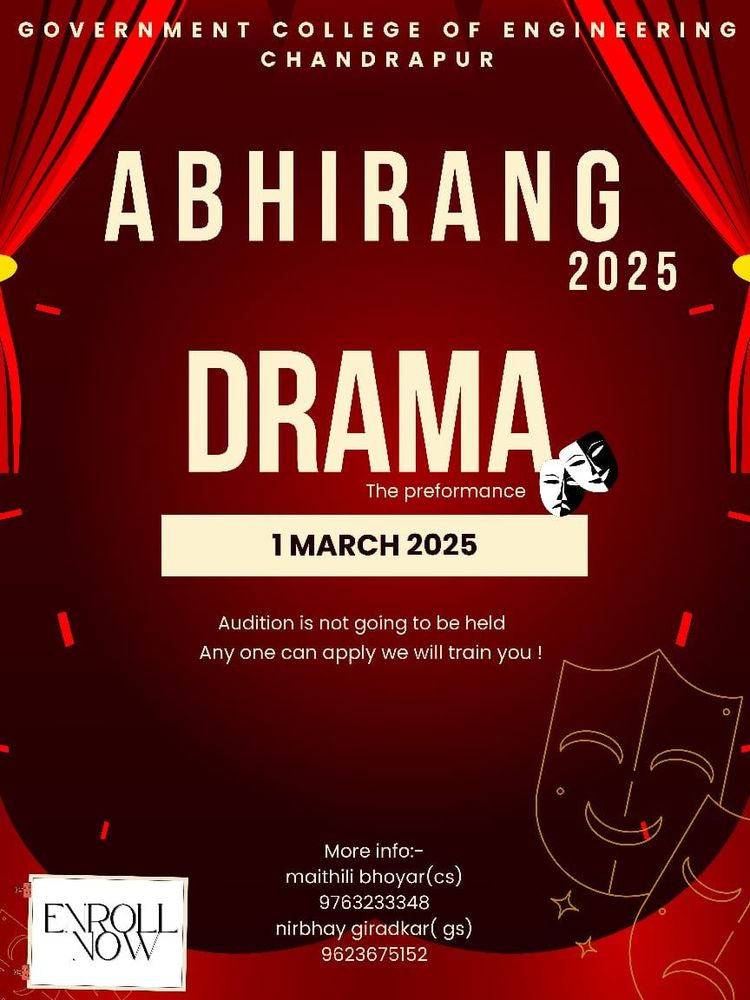 GOVERNMENT COLLEGE OF ENGINEERING
CHANDRAPUR
ABHIRANG
2025
DRAMA
The preformance
1 MARCH 2025
Audition is not going to be held
Any one can apply we will train you !
More info:-
maithili bhoyar(cs)
9763233348
nirbhay giradkar( gs)
9623675152
ENROLL
NOW